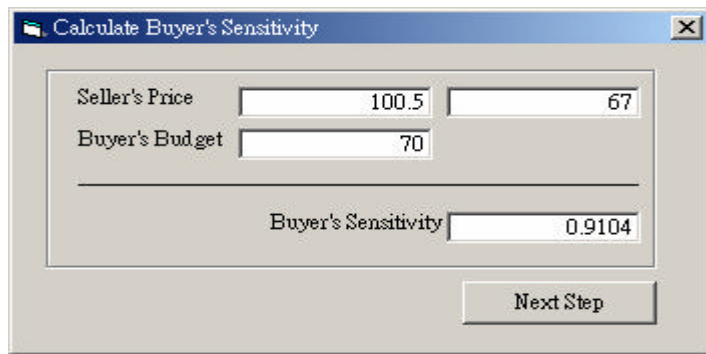 Calculate Buyer's Sensitivity
Seller's Price 100.5 67
Buyer's Budget 70
Buyer's Sensitivity 0.9104
Next Step